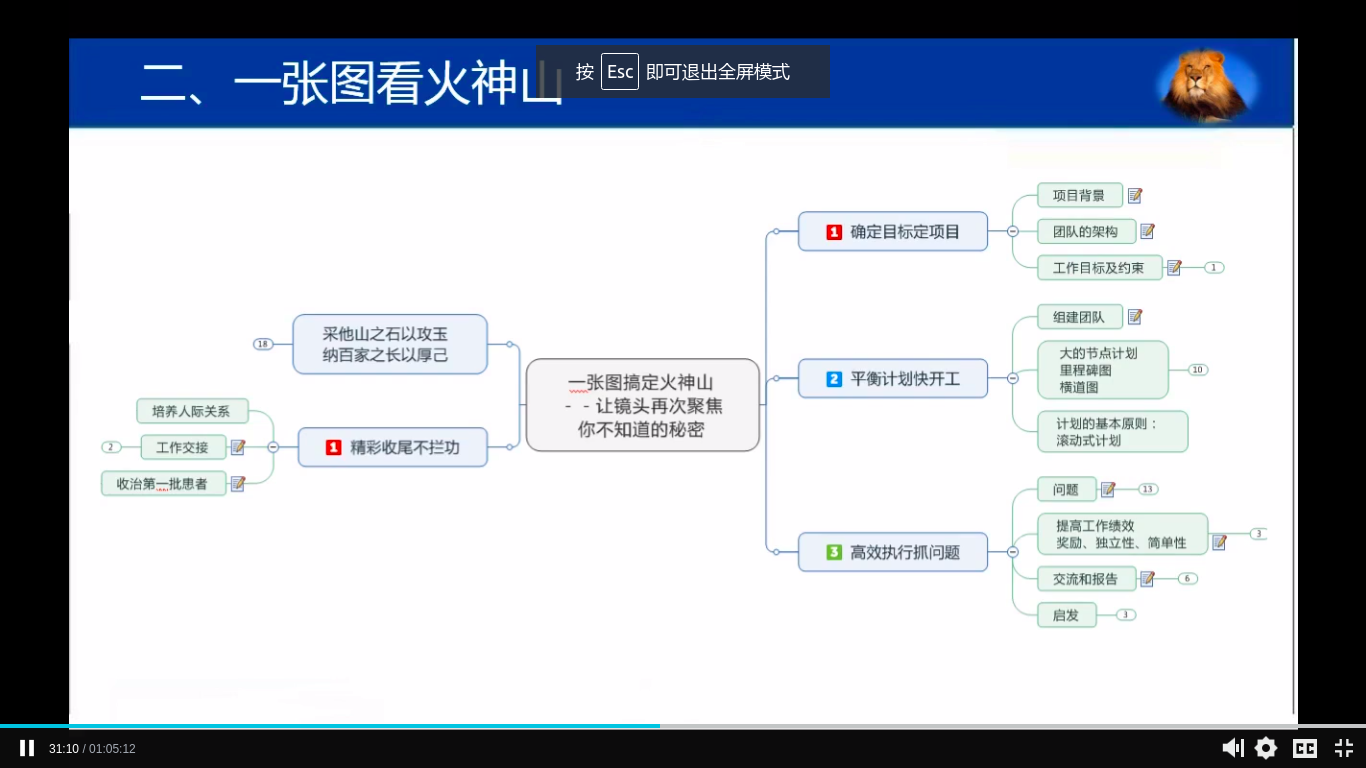 二、一张图看火神山
按 Esc 即可退出全屏模式
采他山之石以攻玉
纳百家之长以厚己
18
培养人际关系
2
工作交接
收治第一批患者
1 精彩收尾不拦功
一张图搞定火神山
- - 让镜头再次聚焦
你不知道的秘密
1 确定目标定项目
项目背景
团队的架构
工作目标及约束
1
2 平衡计划快开工
组建团队
大的节点计划
里程碑图
横道图
10
计划的基本原则：
滚动式计划
3 高效执行抓问题
问题
13
提高工作绩效
奖励、独立性、简单性
3
交流和报告
6
启发
3
31:10 / 01:05:12
CC